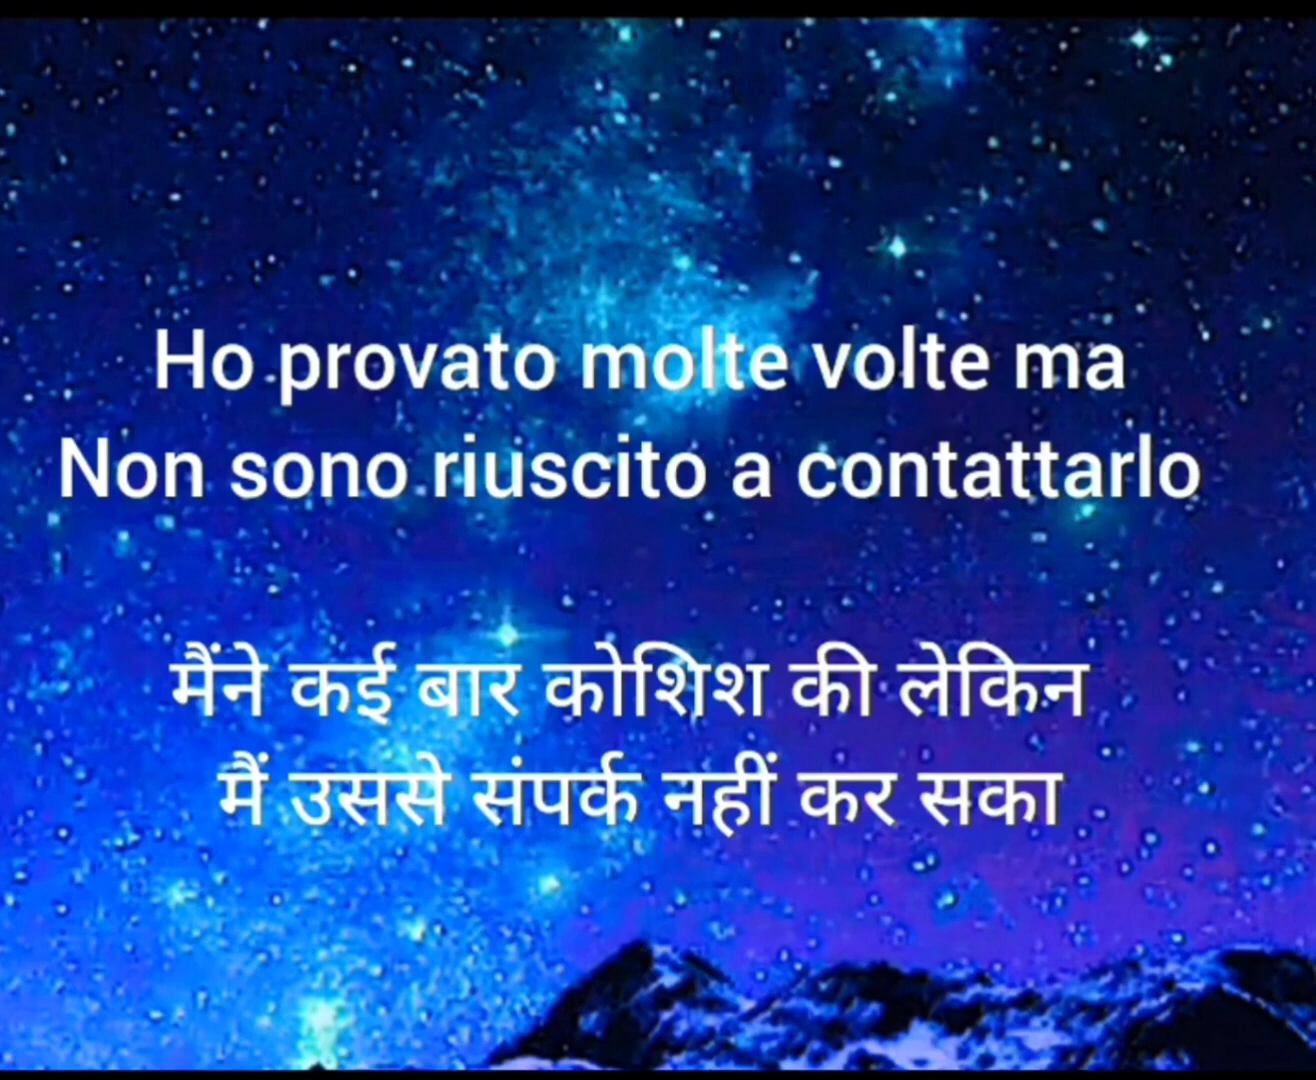 Ho provato molte volte ma
Non sono riuscito a contattarlo
मैंने कई बार कोशिश की लेकिन
मैं उससे संपर्क नहीं कर सका